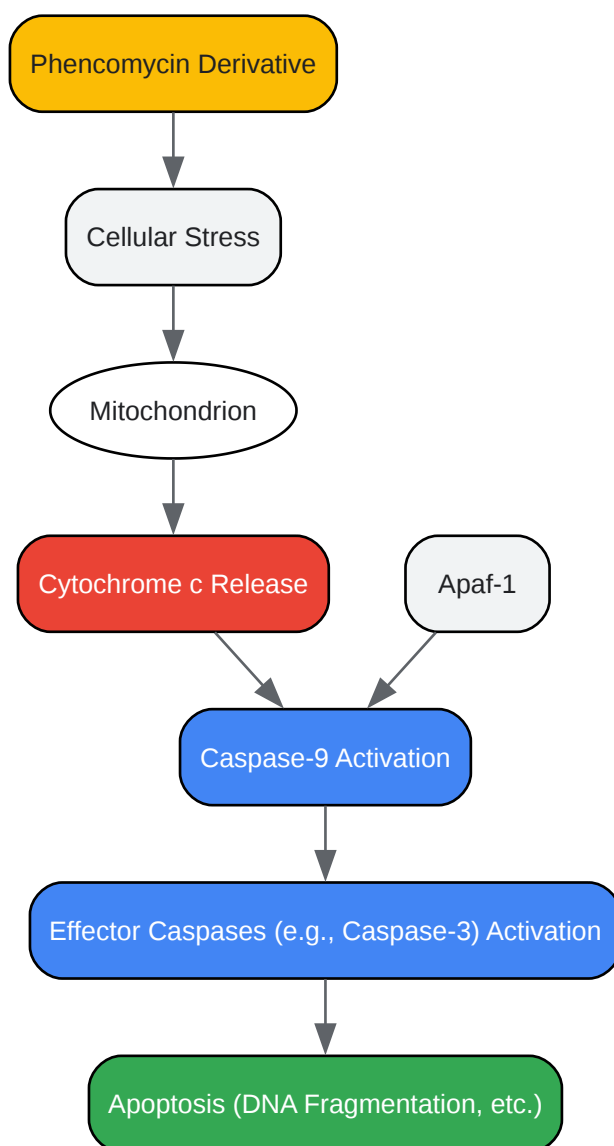 Phencomycin Derivative
Cellular Stress
Mitochondrion
Cytochrome c Release
Apaf-1
Caspase-9 Activation
Effector Caspases (e.g., Caspase-3) Activation
Apoptosis (DNA Fragmentation, etc.)